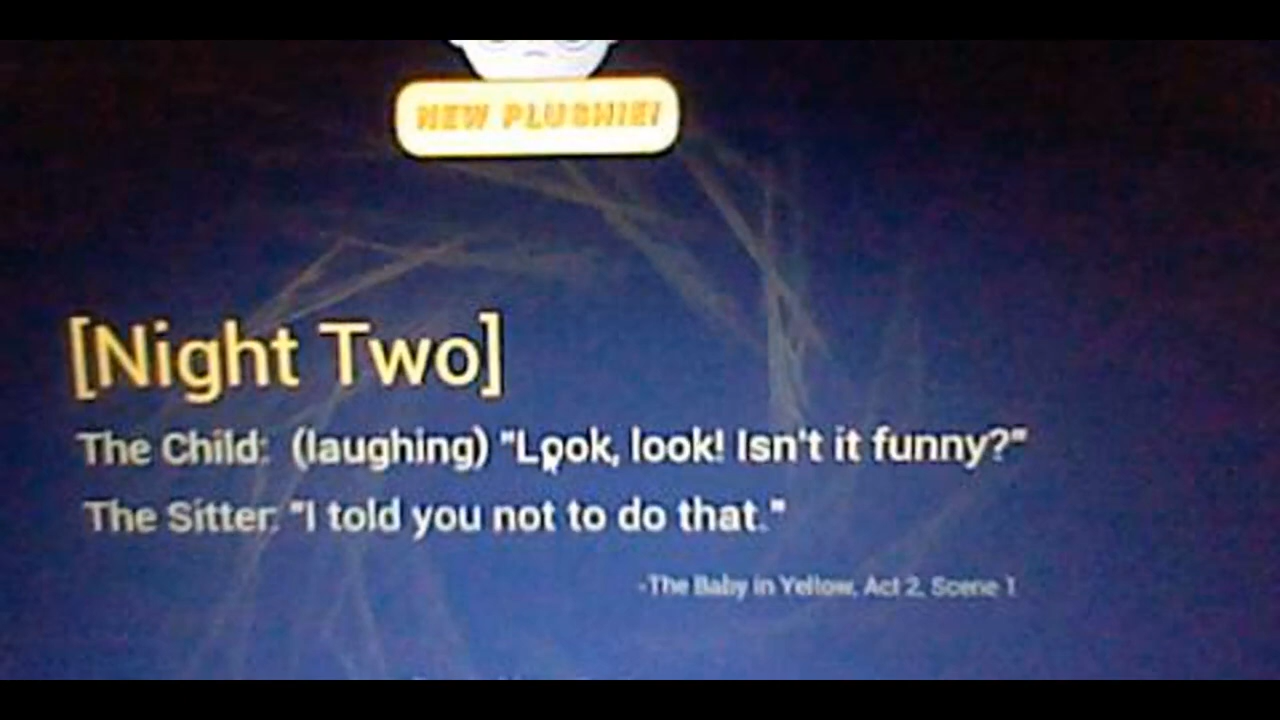 NEW PLUSHIE!
[Night Two]
The Child: (laughing) "Look, look! Isn't it funny?"
The Sitter: "I told you not to do that."
-The Baby in Yellow, Act 2, Scene 1